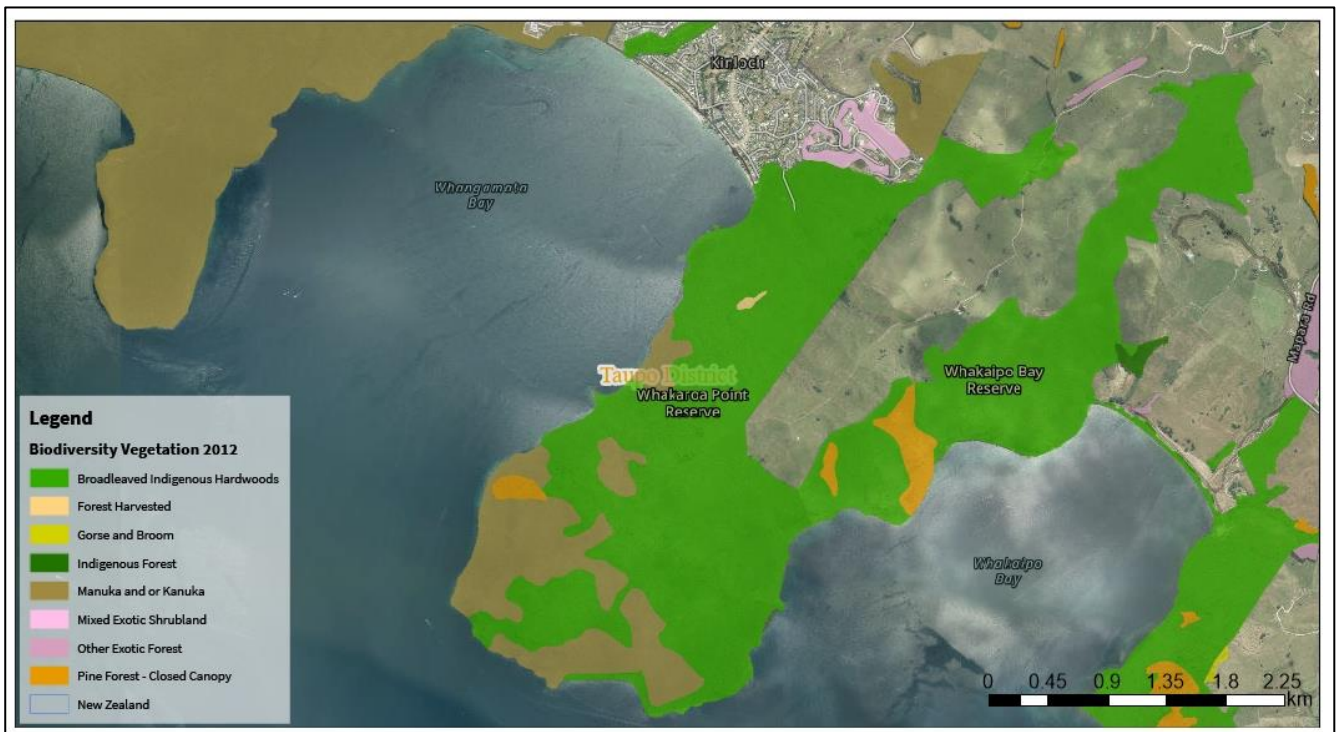 Kinloch
Whangamata
Bay
Taupo District
Whakaroa Point
Reserve
Whakaipo Bay
Reserve
Mapara Rd
Whakaipo
Bay
Legend
Biodiversity Vegetation 2012
Broadleaved Indigenous Hardwoods
Forest Harvested
Gorse and Broom
Indigenous Forest
Manuka and or Kanuka
Mixed Exotic Shrubland
Other Exotic Forest
Pine Forest - Closed Canopy
New Zealand
0 0.45 0.9 1.35 1.8 2.25
km